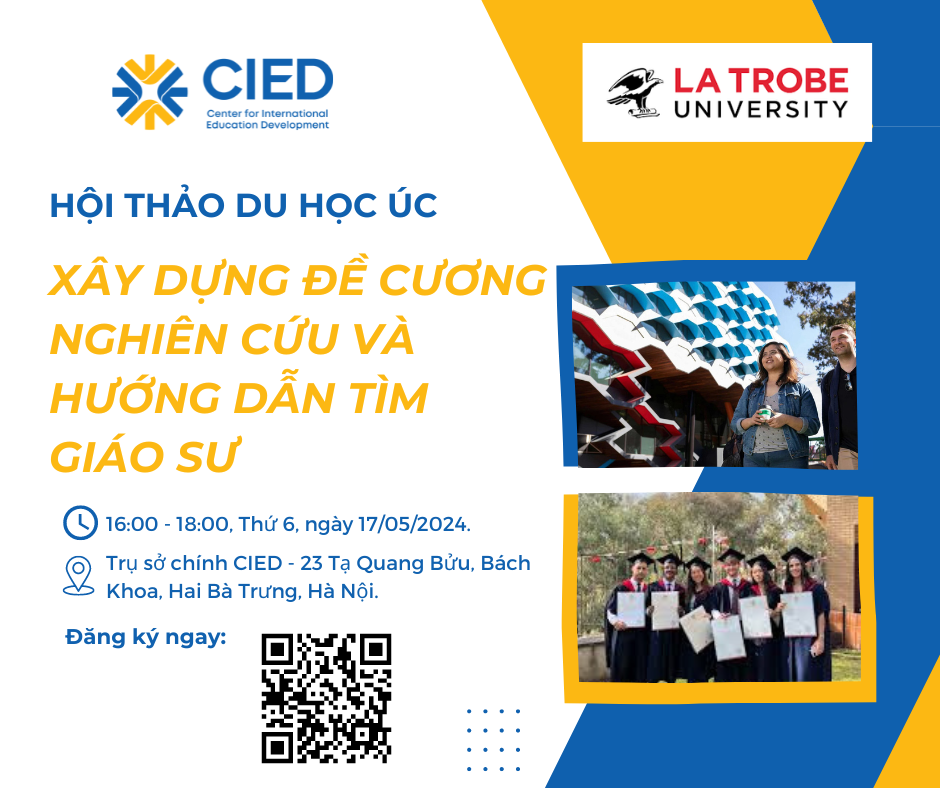 CIED
Center for International
Education Development
LA TROBE
UNIVERSITY
HỘI THẢO DU HỌC ÚC
XÂY DỰNG ĐỀ CƯƠNG
NGHIÊN CỨU VÀ
HƯỚNG DẪN TÌM
GIÁO SƯ
16:00 - 18:00, Thứ 6, ngày 17/05/2024.
Trụ sở chính CIED - 23 Tạ Quang Bửu, Bách
Khoa, Hai Bà Trưng, Hà Nội.
Đăng ký ngay: